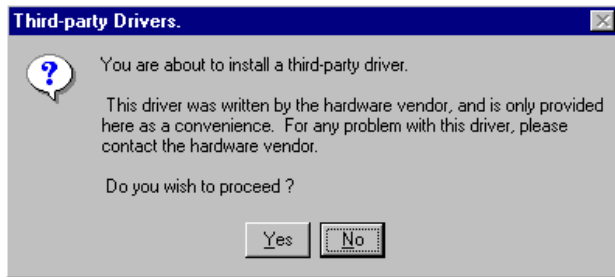 Third-party Drivers.
You are about to install a third-party driver.
This driver was written by the hardware vendor, and is only provided
here as a convenience.  For any problem with this driver, please
contact the hardware vendor.
Do you wish to proceed ?
Yes No